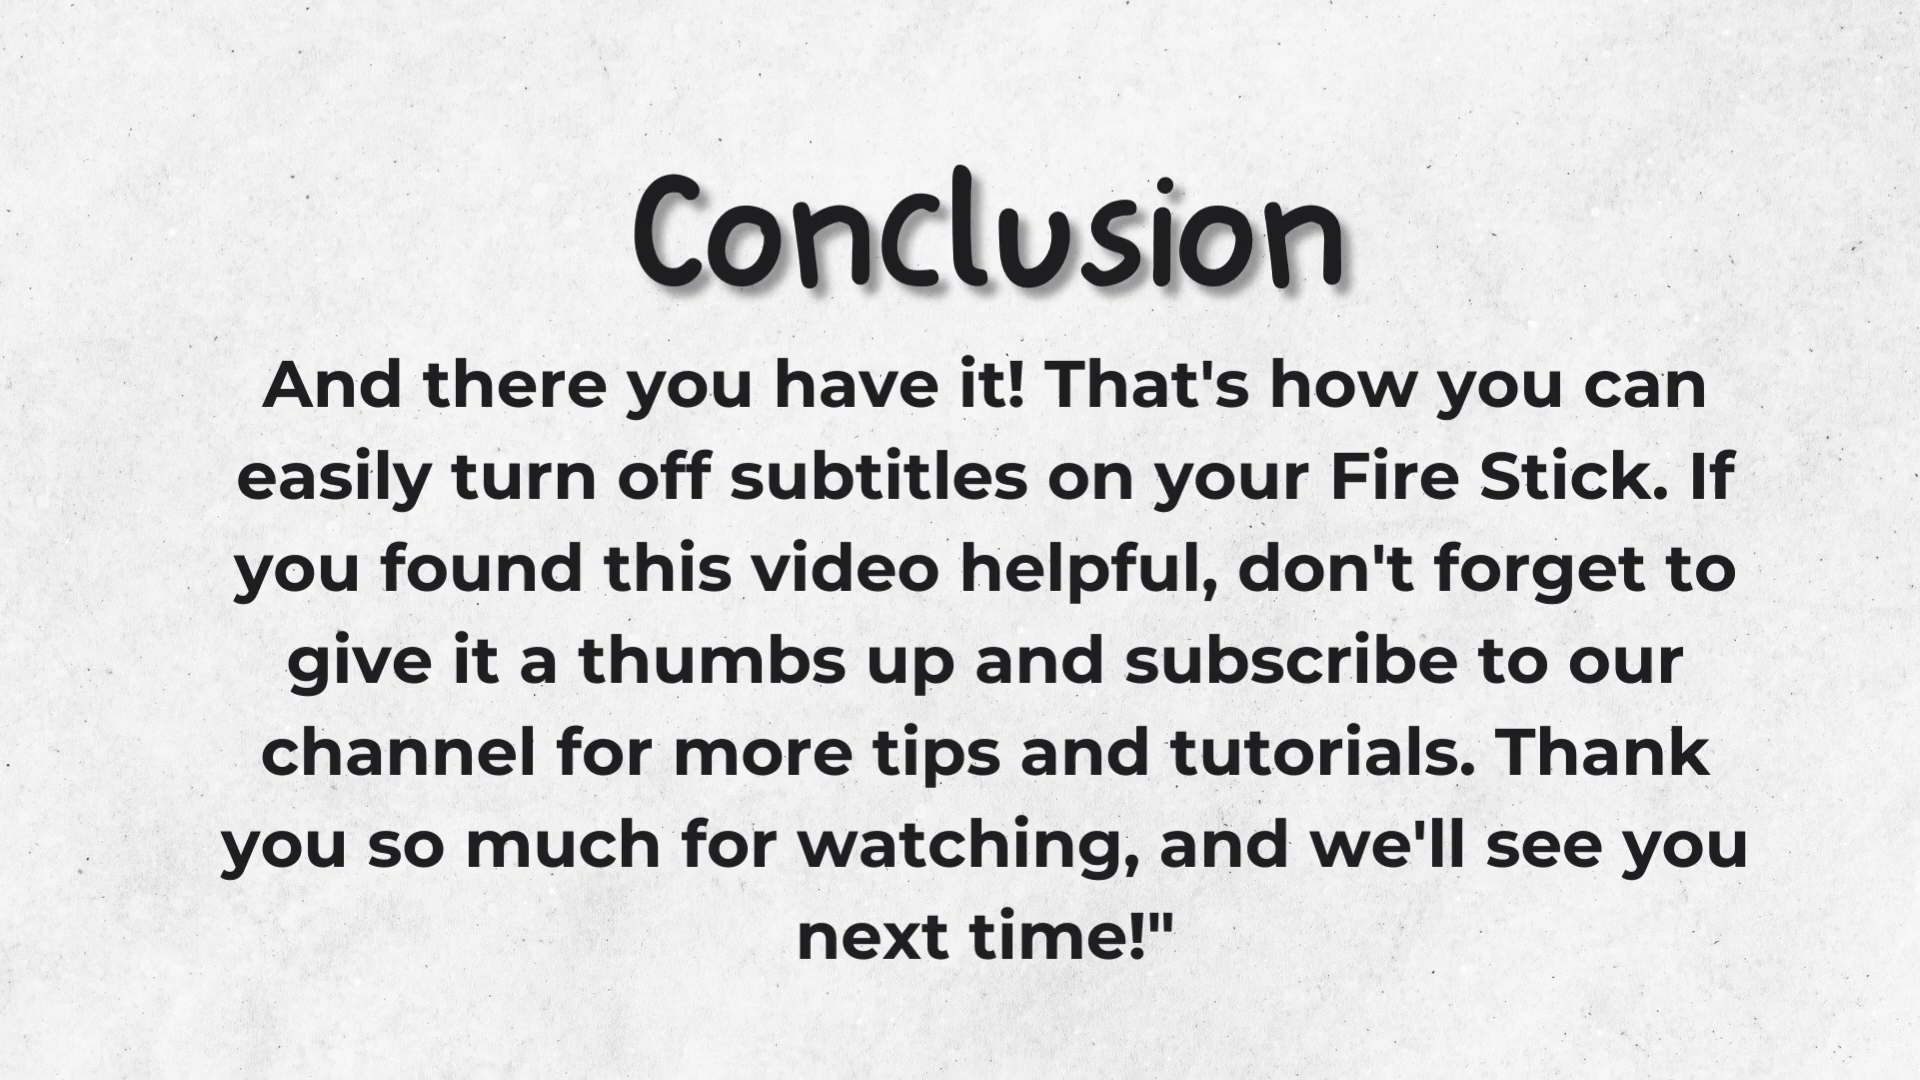 Conclusion
And there you have it! That's how you can
easily turn off subtitles on your Fire Stick. If
you found this video helpful, don't forget to
give it a thumbs up and subscribe to our
channel for more tips and tutorials. Thank
you so much for watching, and we'll see you
next time!"